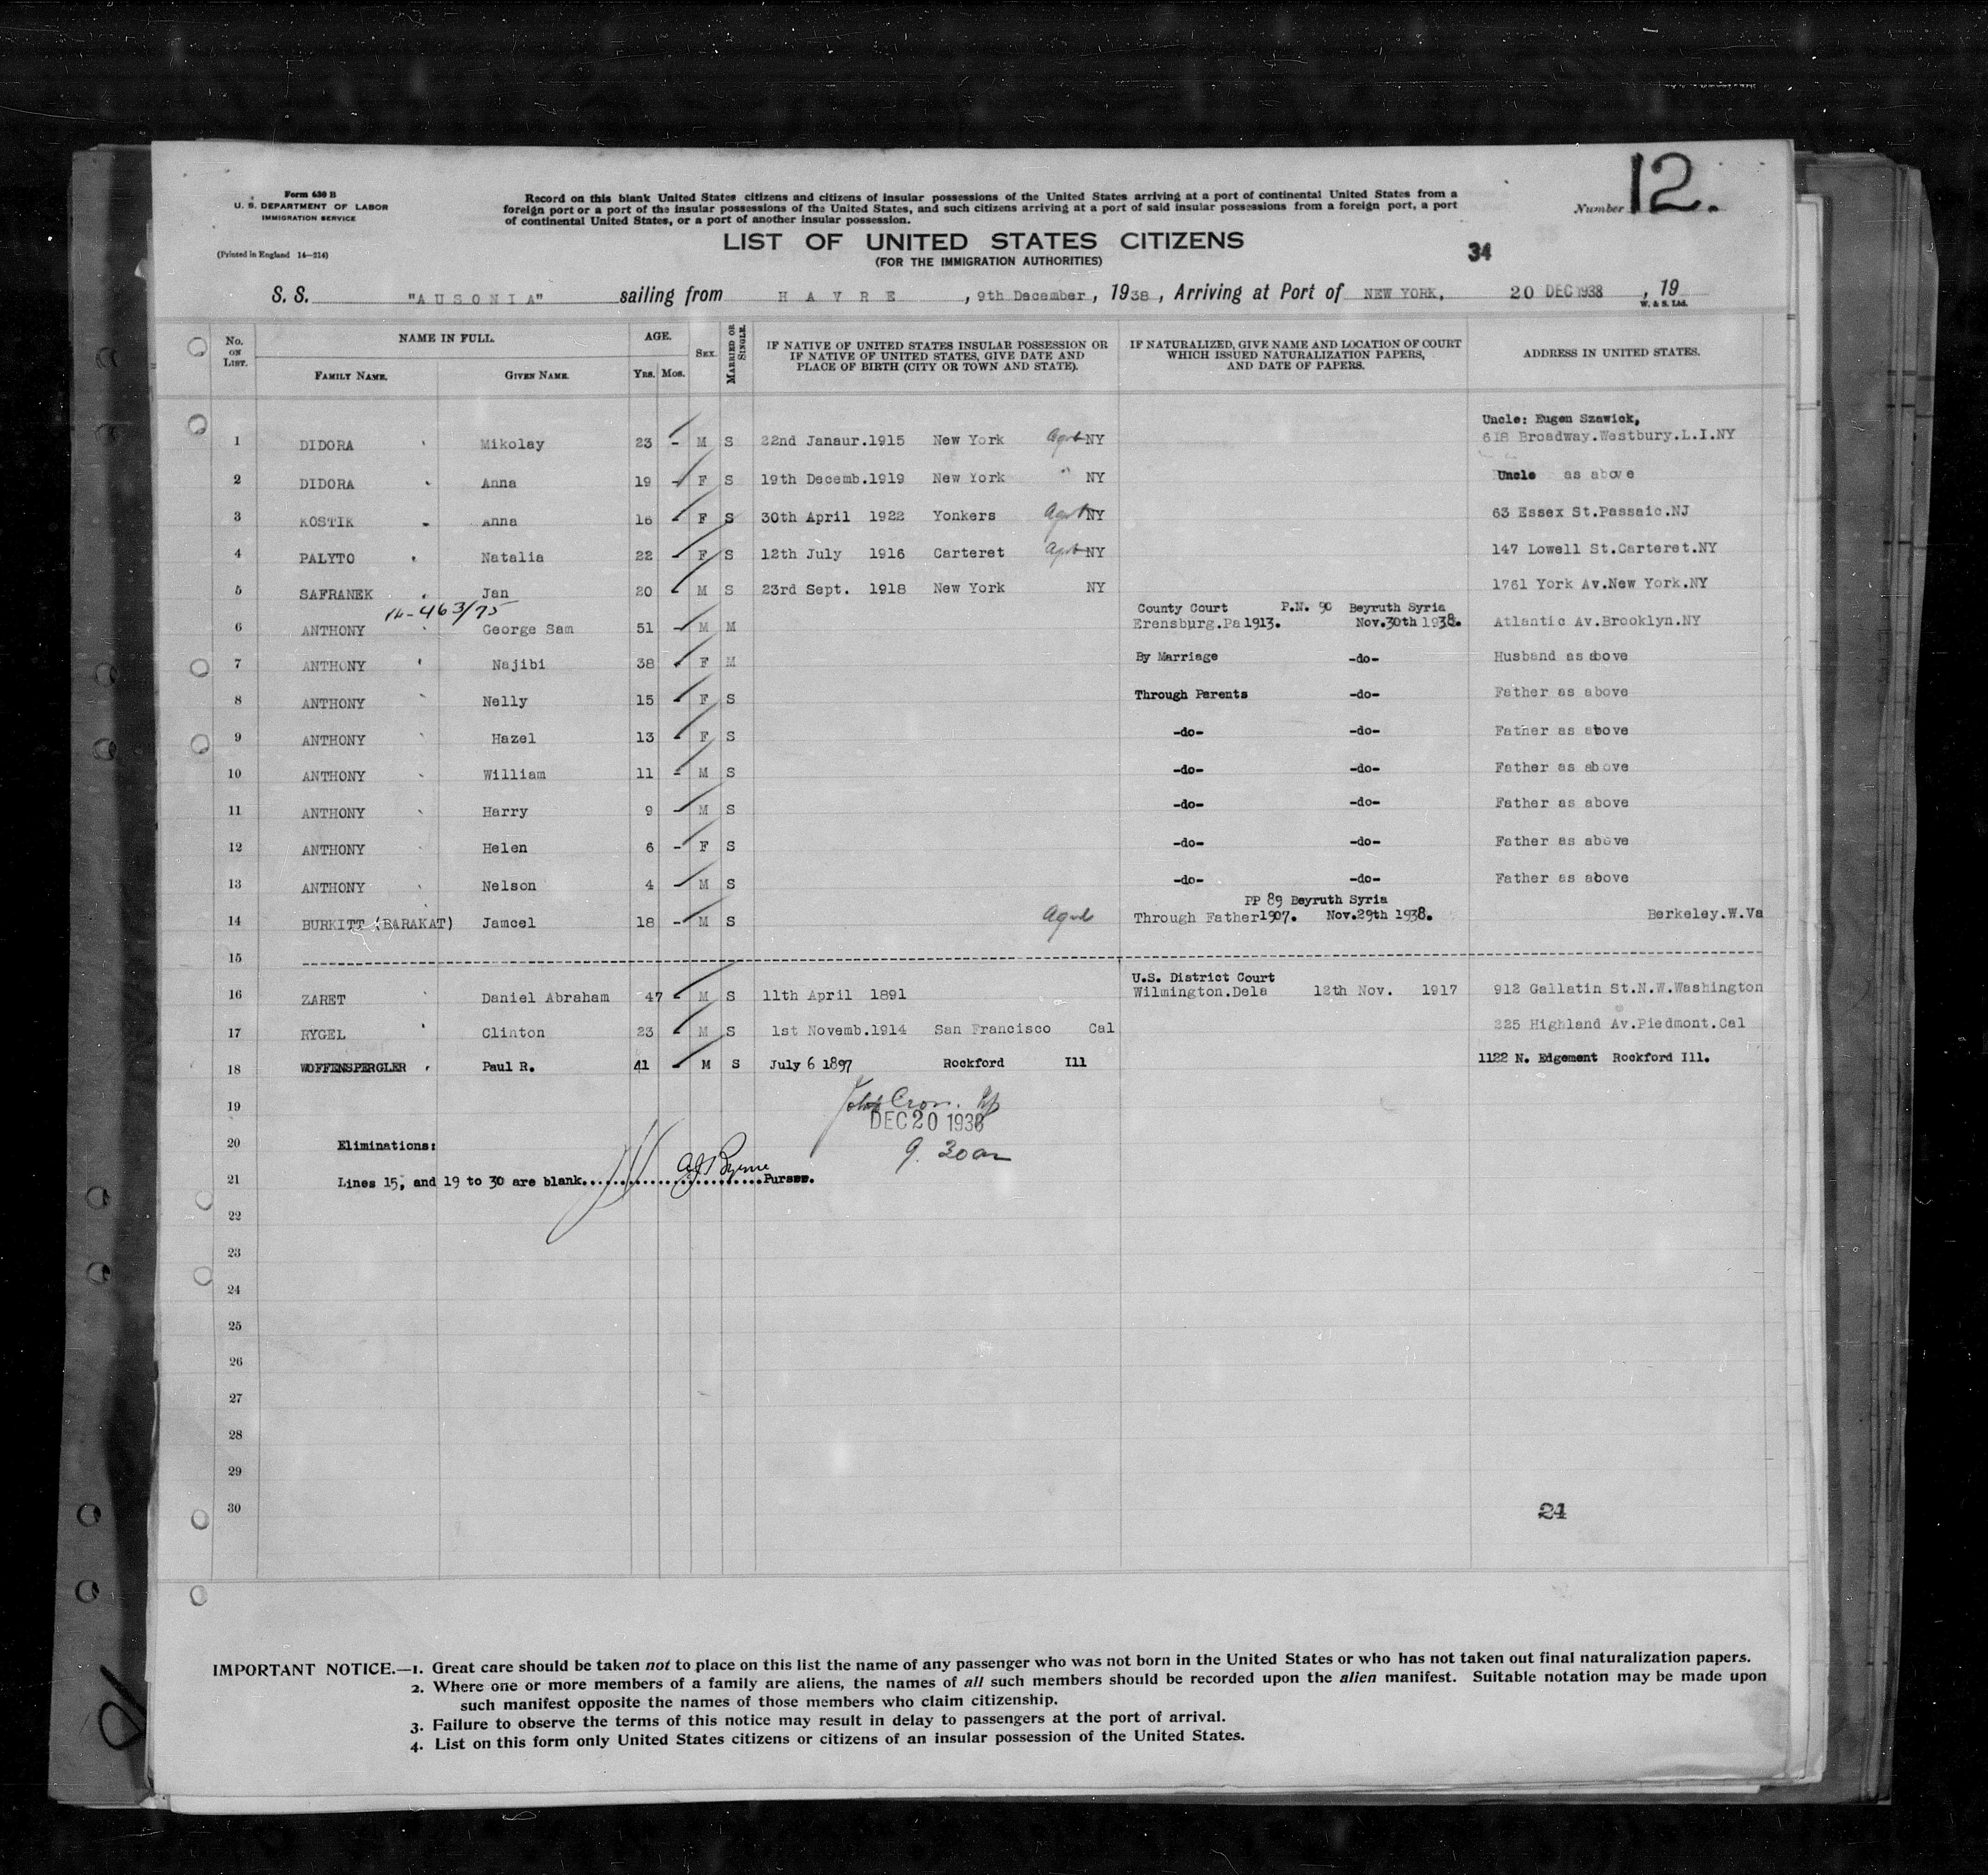 Form 630 B
U. S. DEPARTMENT OF LABOR
IMMIGRATION SERVICE
(Printed in England 14—214)
Record on this blank United States citizens and citizens of insular possessions of the United States arriving at a port of continental United States from a
foreign port or a port of the insular possessions of the United States, and such citizens arriving at a port of said insular possessions from a foreign port, a port
of continental United States, or a port of another insular possession.
Number 12.
LIST OF UNITED STATES CITIZENS
(FOR THE IMMIGRATION AUTHORITIES)
34
S. S. "AUSONIA" sailing from HAVRE, 9th December, 1938, Arriving at Port of NEW YORK, 20 DEC 1938, 19
W. & S. Ltd.
No. ON LIST. NAME IN FULL. FAMILY NAME. GIVEN NAME. AGE. YRS. MOS. SEX. MARRIED OR SINGLE. IF NATIVE OF UNITED STATES INSULAR POSSESSION OR IF NATIVE OF UNITED STATES, GIVE DATE AND PLACE OF BIRTH (CITY OR TOWN AND STATE). IF NATURALIZED, GIVE NAME AND LOCATION OF COURT WHICH ISSUED NATURALIZATION PAPERS, AND DATE OF PAPERS. ADDRESS IN UNITED STATES.
Uncle: Eugen Szawick,
1 DIDORA Mikolay 23 - M S 22nd Janaur.1915 New York NY 618 Broadway.Westbury.L.I.NY
2 DIDORA Anna 19 - F S 19th Decemb.1919 New York " NY Uncle as above
3 KOSTIK Anna 16 - F S 30th April 1922 Yonkers NY 63 Essex St.Passaic.NJ
4 PALYTO Natalia 22 - F S 12th July 1916 Carteret NY 147 Lowell St.Carteret.NY
5 SAFRANEK Jan 20 - M S 23rd Sept. 1918 New York NY 1761 York Av.New York.NY
463/75 County Court P.N. 90 Beyruth Syria
6 ANTHONY George Sam 51 - M M Erensburg.Pa 1913. Nov.30th 1938. Atlantic Av.Brooklyn.NY
7 ANTHONY Najibi 38 - F M By Marriage -do- Husband as above
8 ANTHONY Nelly 15 - F S Through Parents -do- Father as above
9 ANTHONY Hazel 13 - F S -do- -do- Father as above
10 ANTHONY William 11 - M S -do- -do- Father as above
11 ANTHONY Harry 9 - M S -do- -do- Father as above
12 ANTHONY Helen 6 - F S -do- -do- Father as above
13 ANTHONY Nelson 4 - M S -do- -do- Father as above
PP 89 Beyruth Syria
14 BURKITT (BARAKAT) Jamcel 18 - M S Through Father 1907. Nov.29th 1938. Berkeley.W.Va
15
U.S. District Court
16 ZARET Daniel Abraham 47 - M S 11th April 1891 Wilmington.Dela 12th Nov. 1917 912 Gallatin St.N.W.Washington
17 RYGEL Clinton 23 - M S 1st Novemb.1914 San Francisco Cal 225 Highland Av.Piedmont.Cal
18 WOFFENSPERGLER Paul R. 41 - M S July 6 1897 Rockford Ill 1122 N. Edgement Rockford Ill.
19
DEC 20 1938
20 Eliminations: 9.30am
21 Lines 15, and 19 to 30 are blank. AJ Byrne Purser.
22
23
24
25
26
27
28
29
30
24
IMPORTANT NOTICE.—1. Great care should be taken not to place on this list the name of any passenger who was not born in the United States or who has not taken out final naturalization papers.
2. Where one or more members of a family are aliens, the names of all such members should be recorded upon the alien manifest. Suitable notation may be made upon
such manifest opposite the names of those members who claim citizenship.
3. Failure to observe the terms of this notice may result in delay to passengers at the port of arrival.
4. List on this form only United States citizens or citizens of an insular possession of the United States.